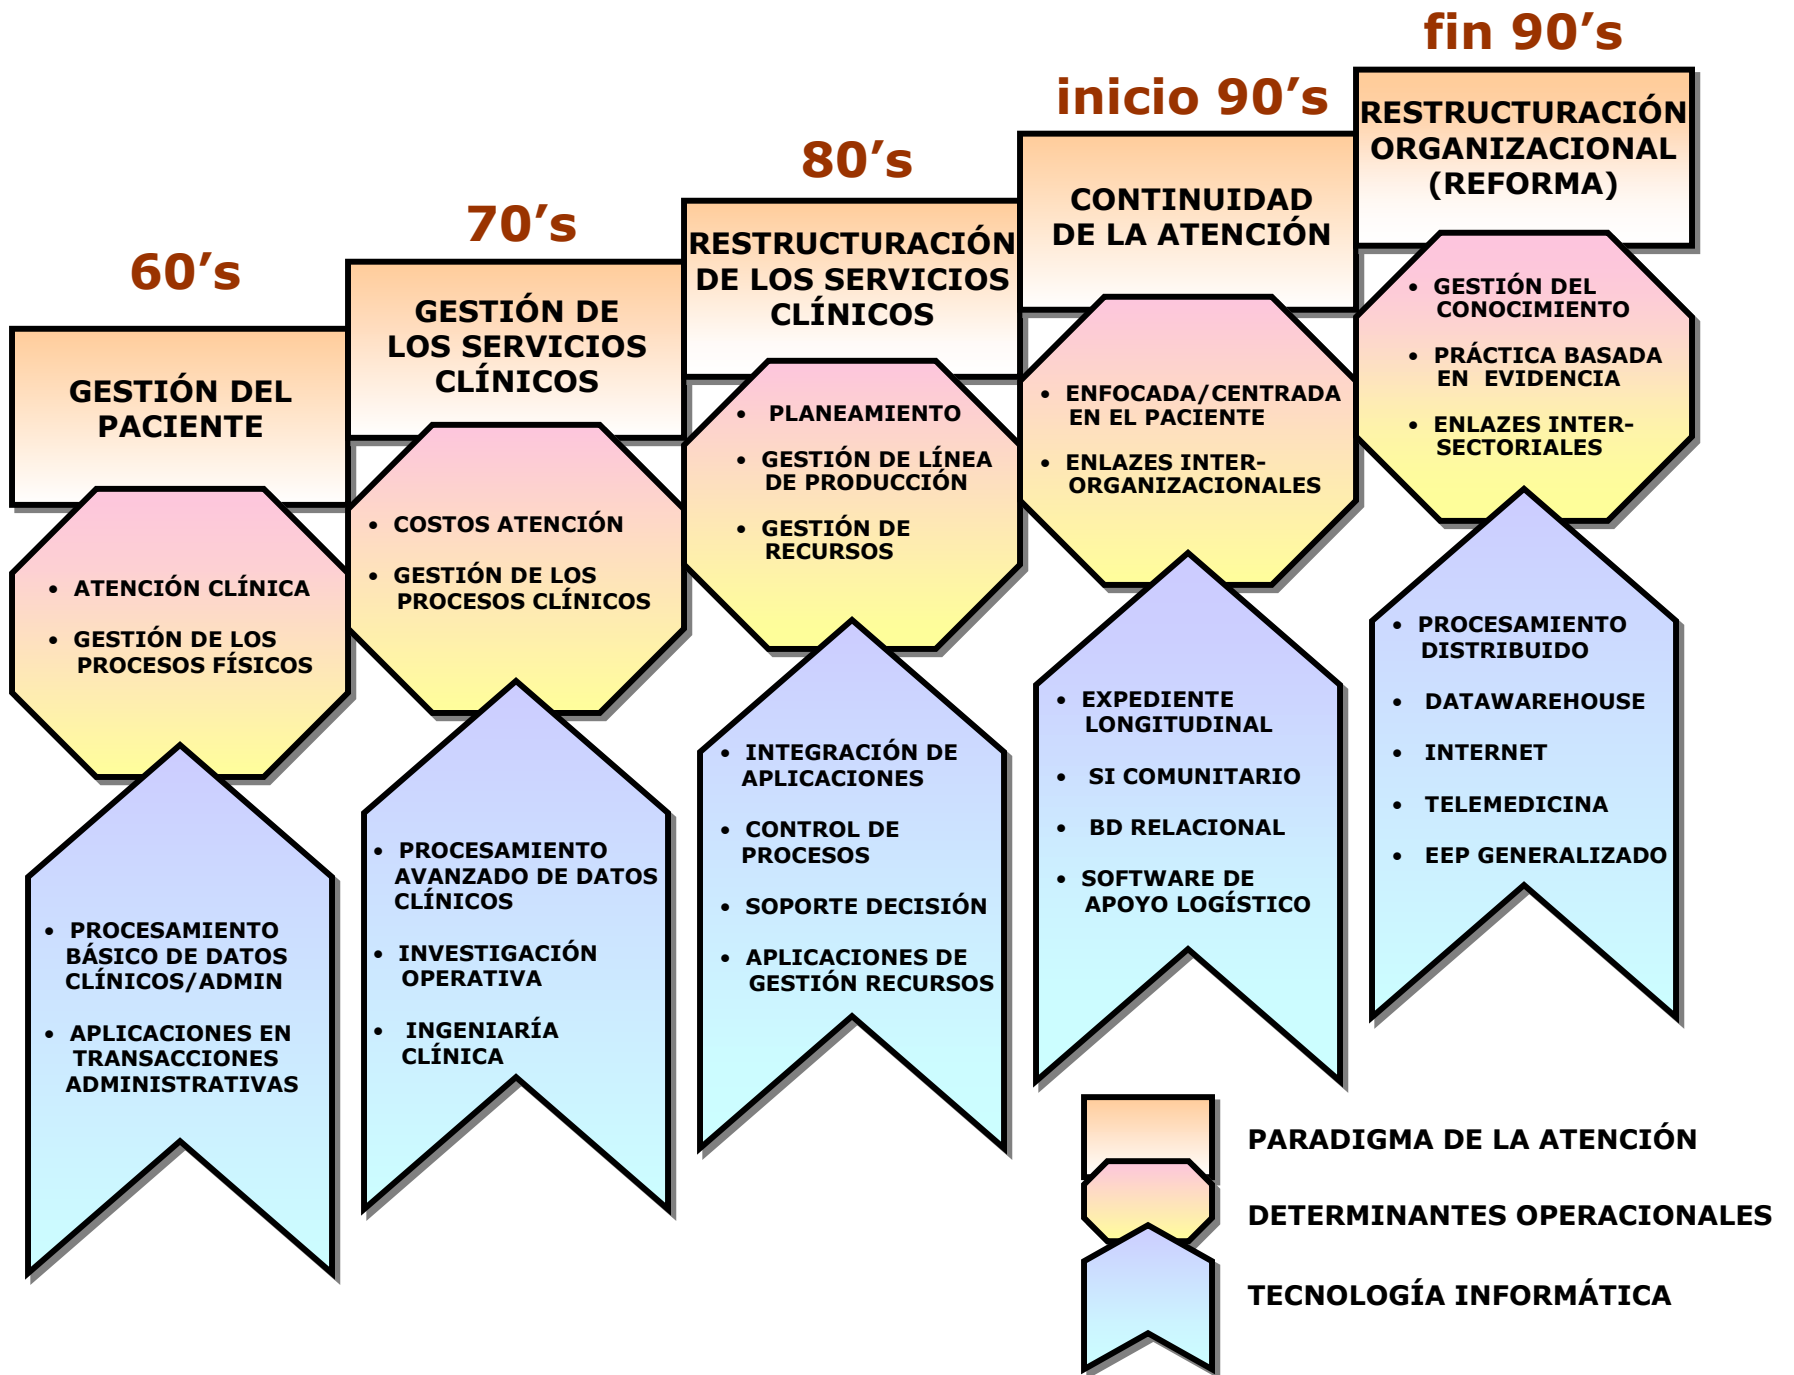 60’s
GESTIÓN DEL
PACIENTE
• ATENCIÓN CLÍNICA
• GESTIÓN DE LOS
PROCESOS FÍSICOS
• PROCESAMIENTO
BÁSICO DE DATOS
CLÍNICOS/ADMIN
• APLICACIONES EN
TRANSACCIONES
ADMINISTRATIVAS
70’s
GESTIÓN DE
LOS SERVICIOS
CLÍNICOS
• COSTOS ATENCIÓN
• GESTIÓN DE LOS
PROCESOS CLÍNICOS
• PROCESAMIENTO
AVANZADO DE DATOS
CLÍNICOS
• INVESTIGACIÓN
OPERATIVA
• INGENIARÍA
CLÍNICA
80’s
RESTRUCTURACIÓN
DE LOS SERVICIOS
CLÍNICOS
• PLANEAMIENTO
• GESTIÓN DE LÍNEA
DE PRODUCCIÓN
• GESTIÓN DE
RECURSOS
• INTEGRACIÓN DE
APLICACIONES
• CONTROL DE
PROCESOS
• SOPORTE DECISIÓN
• APLICACIONES DE
GESTIÓN RECURSOS
inicio 90’s
CONTINUIDAD
DE LA ATENCIÓN
• ENFOCADA/CENTRADA
EN EL PACIENTE
• ENLAZES INTER-
ORGANIZACIONALES
• EXPEDIENTE
LONGITUDINAL
• SI COMUNITARIO
• BD RELACIONAL
• SOFTWARE DE
APOYO LOGÍSTICO
fin 90’s
RESTRUCTURACIÓN
ORGANIZACIONAL
(REFORMA)
• GESTIÓN DEL
CONOCIMIENTO
• PRÁCTICA BASADA
EN EVIDENCIA
• ENLAZES INTER-
SECTORIALES
• PROCESAMIENTO
DISTRIBUIDO
• DATAWAREHOUSE
• INTERNET
• TELEMEDICINA
• EEP GENERALIZADO
PARADIGMA DE LA ATENCIÓN
DETERMINANTES OPERACIONALES
TECNOLOGÍA INFORMÁTICA